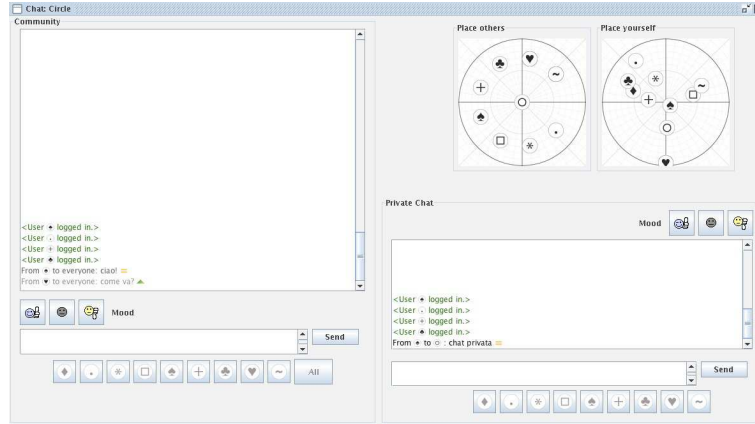 Chat: Circle
Community
<User ♠ logged in.>
<User . logged in.>
<User + logged in.>
<User ♠ logged in.>
From ♠ to everyone: ciao! =
From ♥ to everyone: come va?
Mood
Send
♦ . * □ ♠ + ♣ ♥ ~ All
Place others
Place yourself
Private Chat
Mood
<User ♠ logged in.>
<User . logged in.>
<User + logged in.>
<User ♠ logged in.>
From ♠ to ○ : chat privata =
Send
♦ . * □ ♠ + ♣ ♥ ~